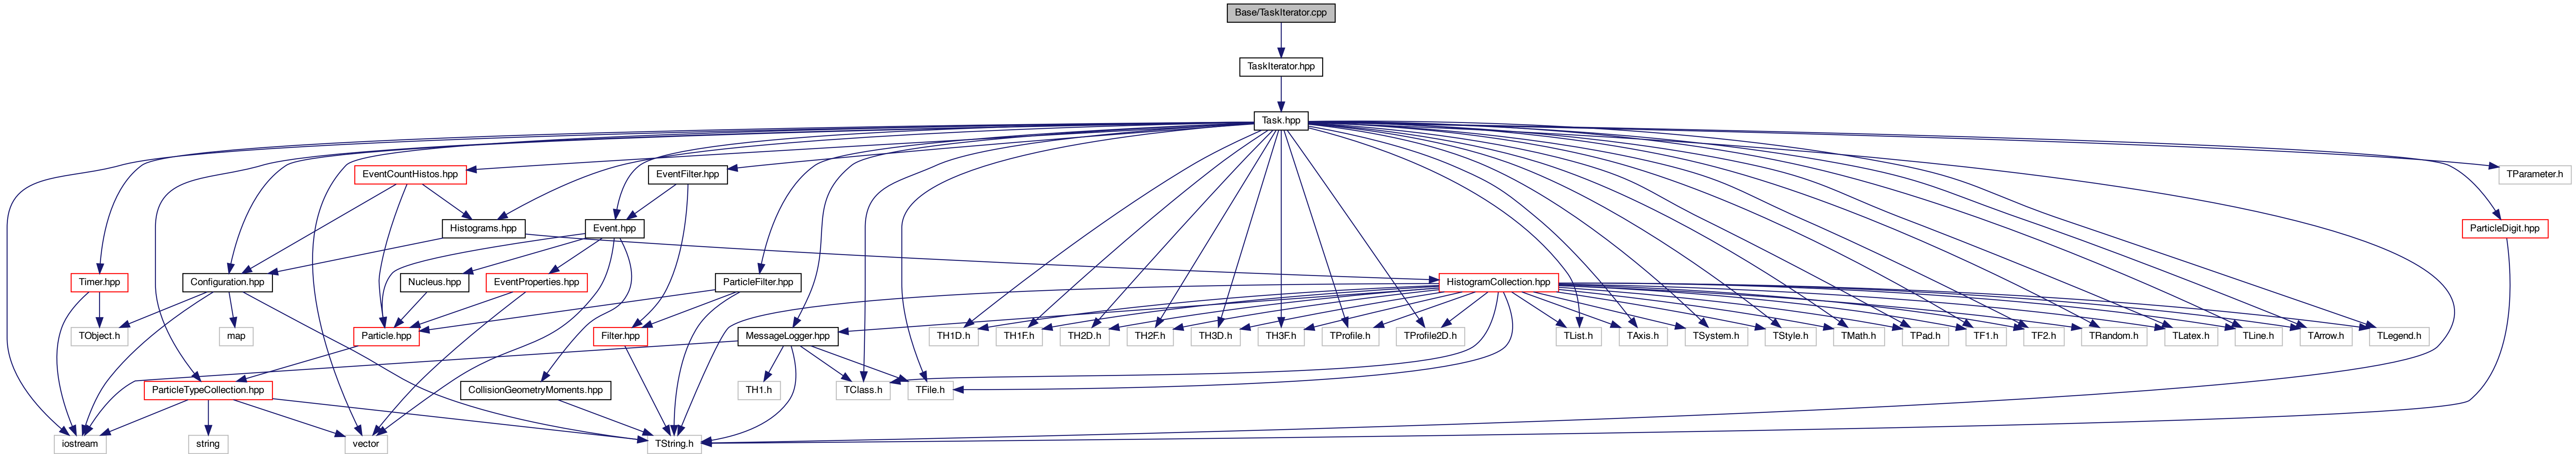 Base/TaskIterator.cpp
TaskIterator.hpp
Task.hpp
EventCountHistos.hpp
EventFilter.hpp
TParameter.h
Histograms.hpp
Event.hpp
ParticleDigit.hpp
Timer.hpp
Configuration.hpp
Nucleus.hpp
EventProperties.hpp
ParticleFilter.hpp
HistogramCollection.hpp
TObject.h
map
Particle.hpp
Filter.hpp
MessageLogger.hpp
TH1D.h
TH1F.h
TH2D.h
TH2F.h
TH3D.h
TH3F.h
TProfile.h
TProfile2D.h
TList.h
TAxis.h
TSystem.h
TStyle.h
TMath.h
TPad.h
TF1.h
TF2.h
TRandom.h
TLatex.h
TLine.h
TArrow.h
TLegend.h
ParticleTypeCollection.hpp
CollisionGeometryMoments.hpp
TH1.h
TClass.h
TFile.h
iostream
string
vector
TString.h